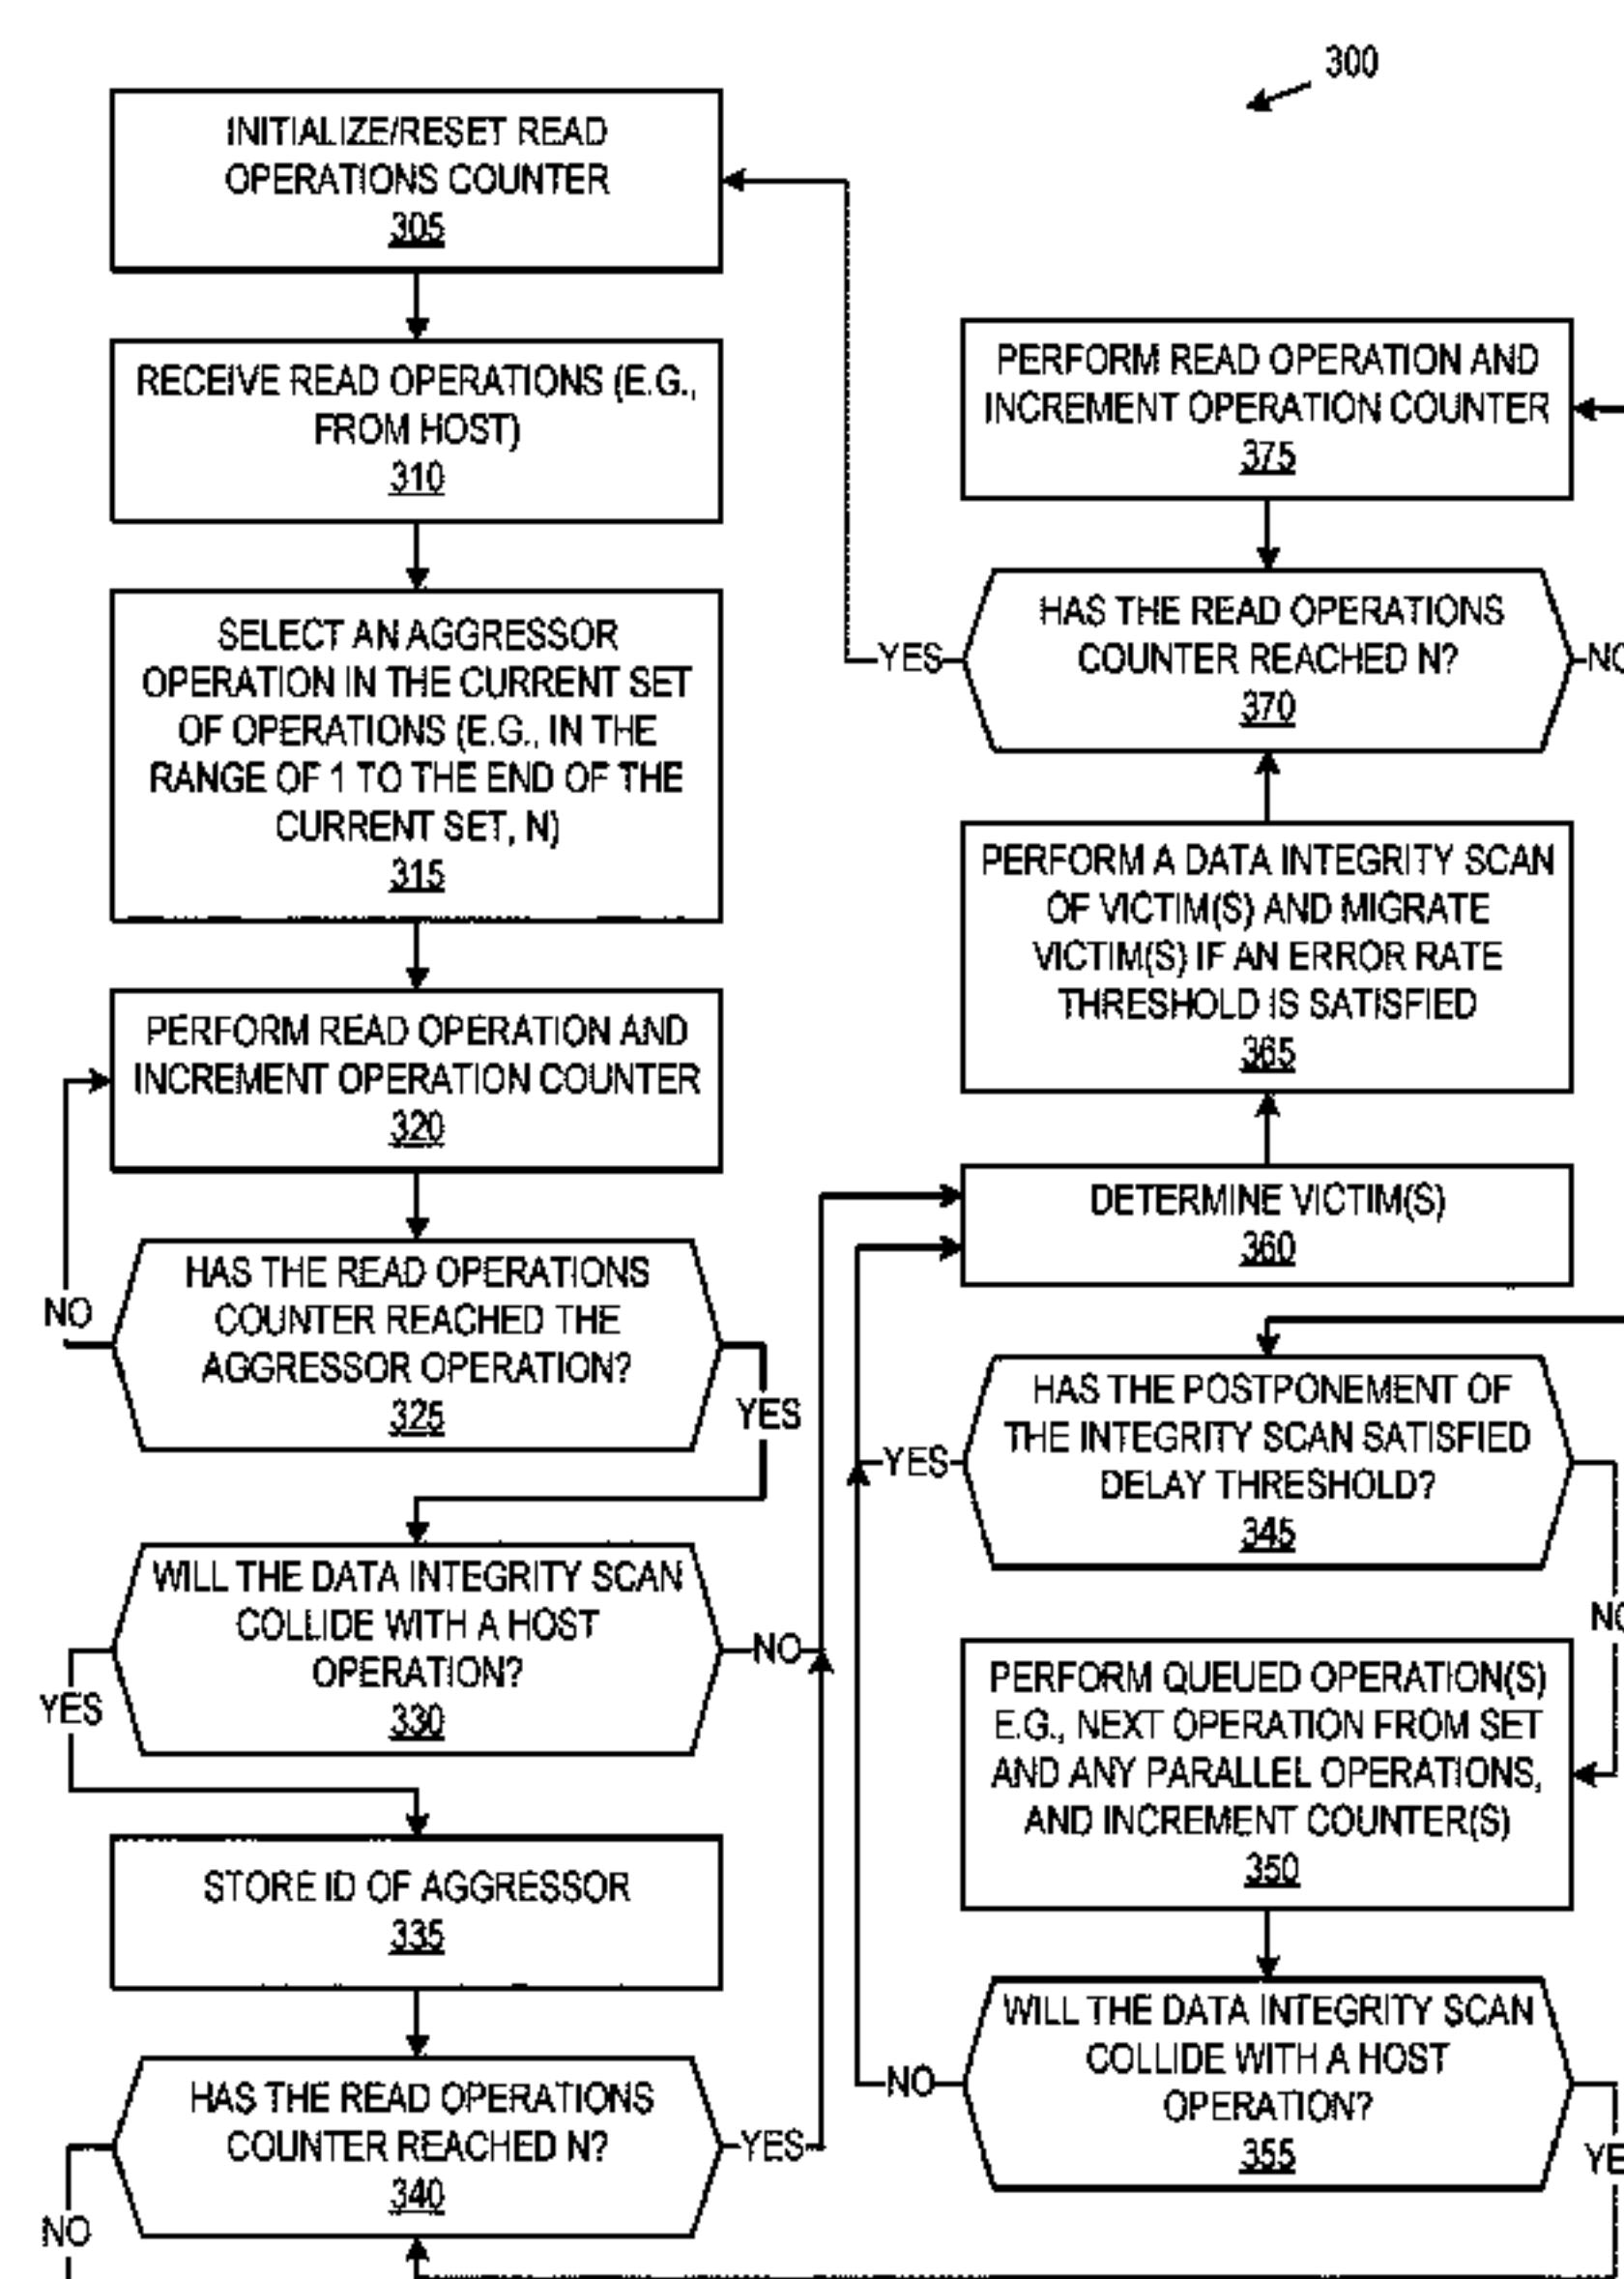 300
INITIALIZE/RESET READ
OPERATIONS COUNTER
305
RECEIVE READ OPERATIONS (E.G.,
FROM HOST)
310
SELECT AN AGGRESSOR
OPERATION IN THE CURRENT SET
OF OPERATIONS (E.G., IN THE
RANGE OF 1 TO THE END OF THE
CURRENT SET, N)
315
PERFORM READ OPERATION AND
INCREMENT OPERATION COUNTER
320
HAS THE READ OPERATIONS
COUNTER REACHED THE
AGGRESSOR OPERATION?
325
NO
YES
WILL THE DATA INTEGRITY SCAN
COLLIDE WITH A HOST
OPERATION?
330
NO
YES
STORE ID OF AGGRESSOR
335
HAS THE READ OPERATIONS
COUNTER REACHED N?
340
YES
NO
PERFORM READ OPERATION AND
INCREMENT OPERATION COUNTER
375
HAS THE READ OPERATIONS
COUNTER REACHED N?
370
YES
NO
PERFORM A DATA INTEGRITY SCAN
OF VICTIM(S) AND MIGRATE
VICTIM(S) IF AN ERROR RATE
THRESHOLD IS SATISFIED
365
DETERMINE VICTIM(S)
360
HAS THE POSTPONEMENT OF
THE INTEGRITY SCAN SATISFIED
DELAY THRESHOLD?
345
YES
NO
PERFORM QUEUED OPERATION(S)
E.G., NEXT OPERATION FROM SET
AND ANY PARALLEL OPERATIONS,
AND INCREMENT COUNTER(S)
350
WILL THE DATA INTEGRITY SCAN
COLLIDE WITH A HOST
OPERATION?
355
NO
YE